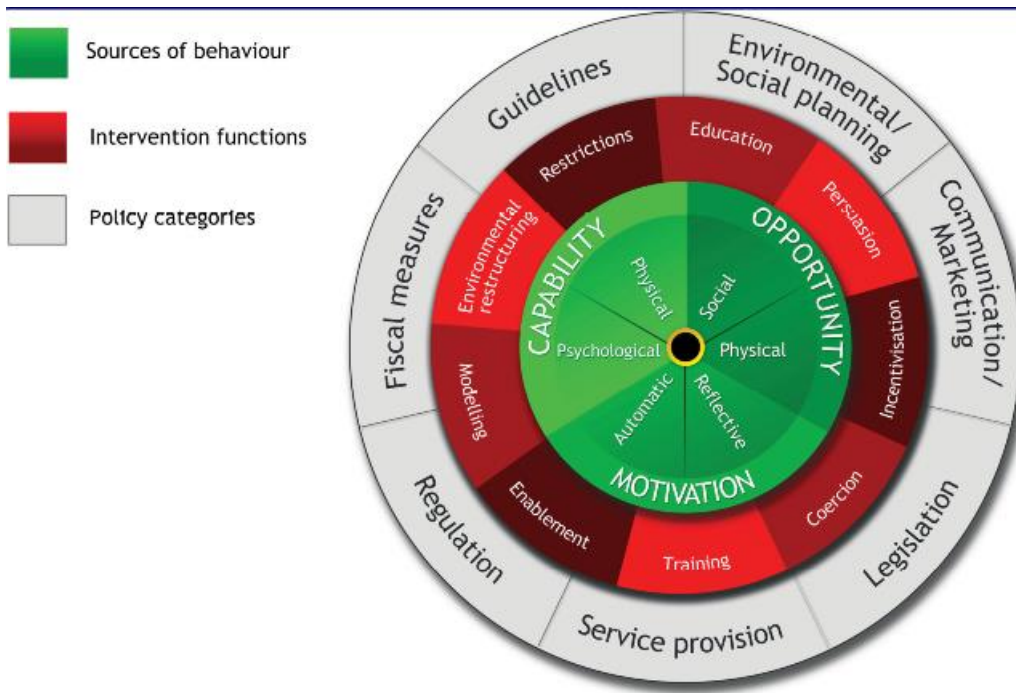 Sources of behaviour
Intervention functions
Policy categories
Guidelines
Environmental/
Social planning
Communication/
Marketing
Legislation
Service provision
Regulation
Fiscal measures
Restrictions
Education
Persuasion
Incentivisation
Coercion
Training
Enablement
Modelling
Environmental
restructuring
CAPABILITY
OPPORTUNITY
MOTIVATION
Physical
Social
Physical
Reflective
Automatic
Psychological